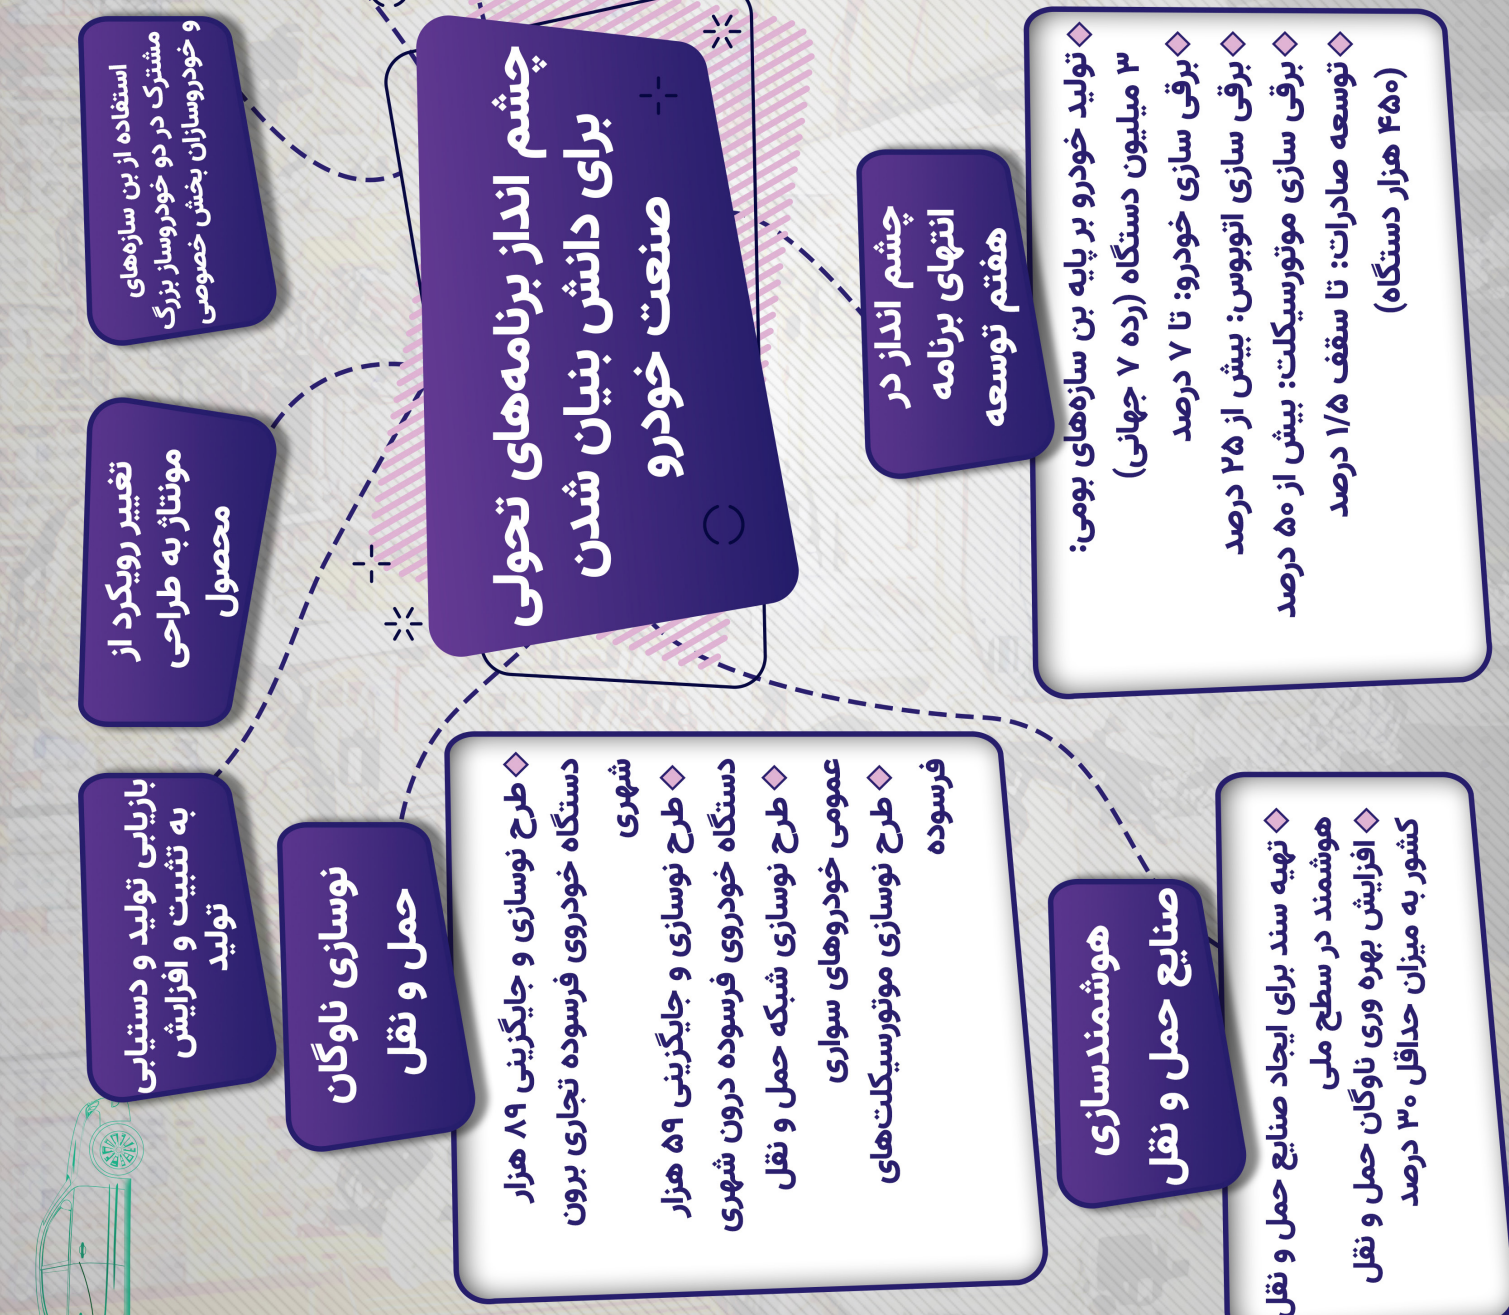 چشم انداز برنامه‌های تحولی
برای دانش بنیان شدن
صنعت خودرو
استفاده از بن سازه‌های
مشترک در دو خودروساز بزرگ
و خودروسازان بخش خصوصی
تغییر رویکرد از
مونتاژ به طراحی
محصول
بازیابی تولید و دستیابی
به تثبیت و افزایش
تولید
چشم انداز در
انتهای برنامه
هفتم توسعه
تولید خودرو بر پایه بن سازه‌های بومی:
۳ میلیون دستگاه (رده ۷ جهانی)
برقی سازی خودرو: تا ۷ درصد
برقی سازی اتوبوس: بیش از ۲۵ درصد
برقی سازی موتورسیکلت: بیش از ۵۰ درصد
توسعه صادرات: تا سقف ۱/۵ درصد
(۴۵۰ هزار دستگاه)
نوسازی ناوگان
حمل و نقل
طرح نوسازی و جایگزینی ۸۹ هزار
دستگاه خودروی فرسوده تجاری برون
شهری
طرح نوسازی و جایگزینی ۵۹ هزار
دستگاه خودروی فرسوده درون شهری
طرح نوسازی شبکه حمل و نقل
عمومی خودروهای سواری
طرح نوسازی موتورسیکلت‌های
فرسوده
هوشمندسازی
صنایع حمل و نقل
تهیه سند برای ایجاد صنایع حمل و نقل
هوشمند در سطح ملی
افزایش بهره وری ناوگان حمل و نقل
کشور به میزان حداقل ۳۰ درصد